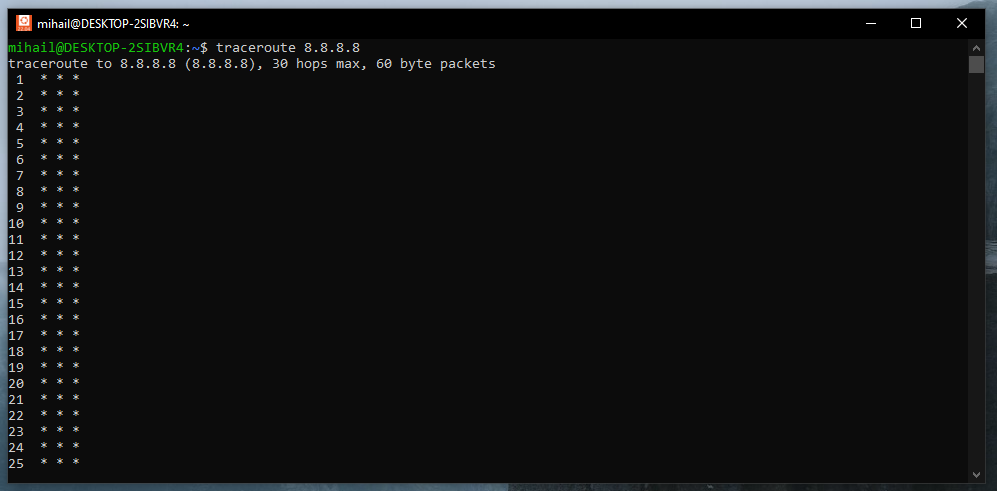 mihail@DESKTOP-2SIBVR4: ~
mihail@DESKTOP-2SIBVR4:~$ traceroute 8.8.8.8
traceroute to 8.8.8.8 (8.8.8.8), 30 hops max, 60 byte packets
 1  * * *
 2  * * *
 3  * * *
 4  * * *
 5  * * *
 6  * * *
 7  * * *
 8  * * *
 9  * * *
10  * * *
11  * * *
12  * * *
13  * * *
14  * * *
15  * * *
16  * * *
17  * * *
18  * * *
19  * * *
20  * * *
21  * * *
22  * * *
23  * * *
24  * * *
25  * * *